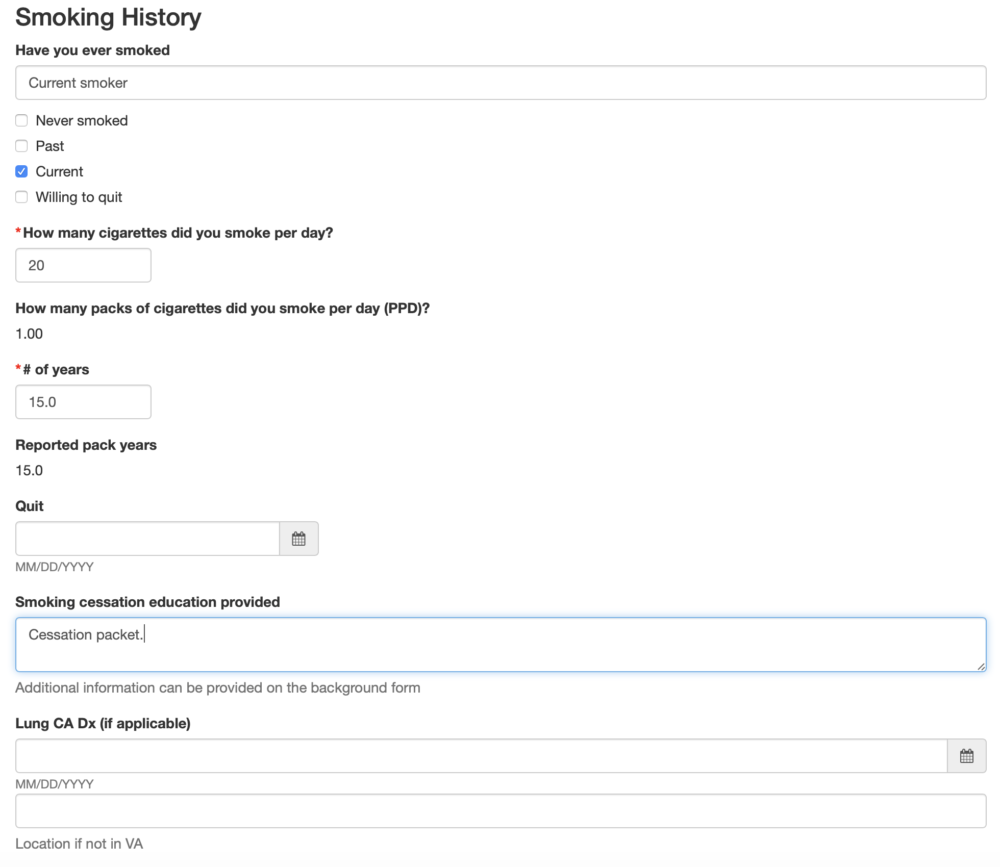 Smoking History
Have you ever smoked
Current smoker
Never smoked
Past
Current
Willing to quit
*How many cigarettes did you smoke per day?
20
How many packs of cigarettes did you smoke per day (PPD)?
1.00
*# of years
15.0
Reported pack years
15.0
Quit
MM/DD/YYYY
Smoking cessation education provided
Cessation packet.
Additional information can be provided on the background form
Lung CA Dx (if applicable)
MM/DD/YYYY
Location if not in VA